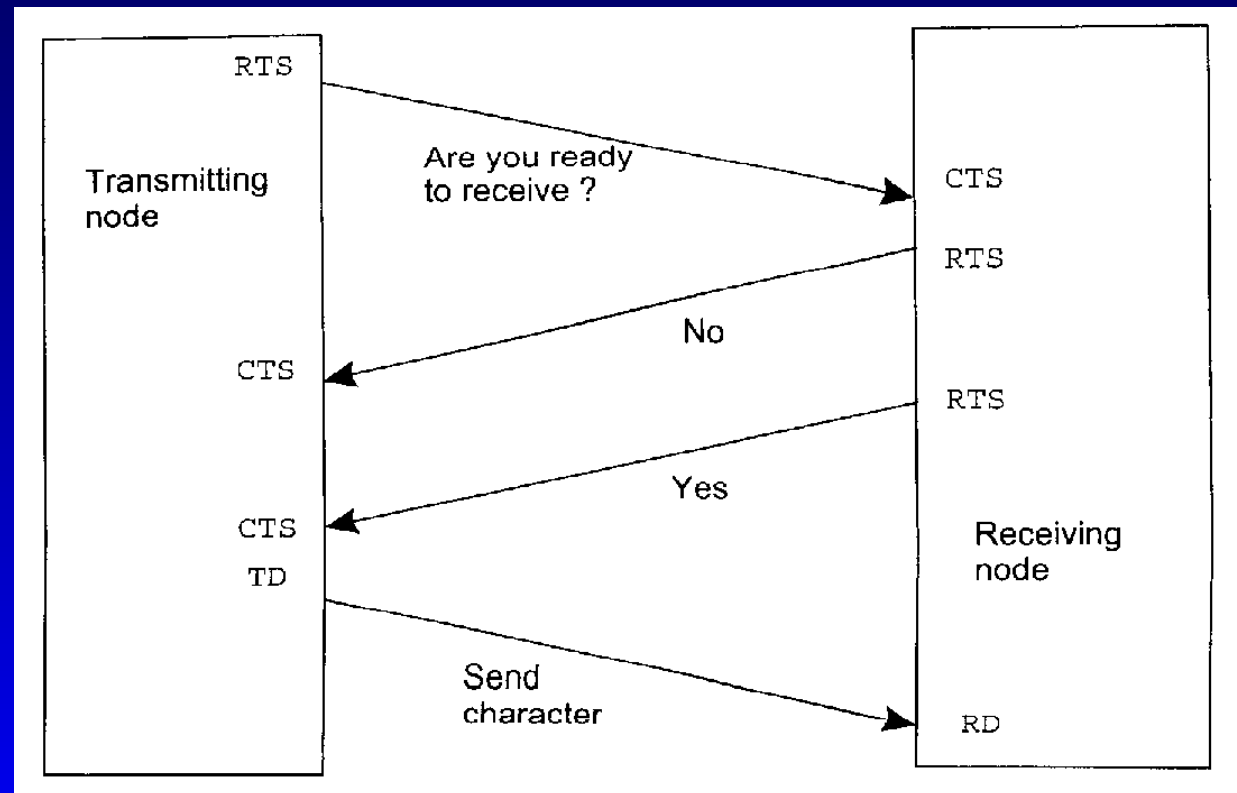 RTS
Transmitting
node
Are you ready
to receive ?
CTS
RTS
No
CTS
RTS
Yes
CTS
TD
Receiving
node
Send
character
RD